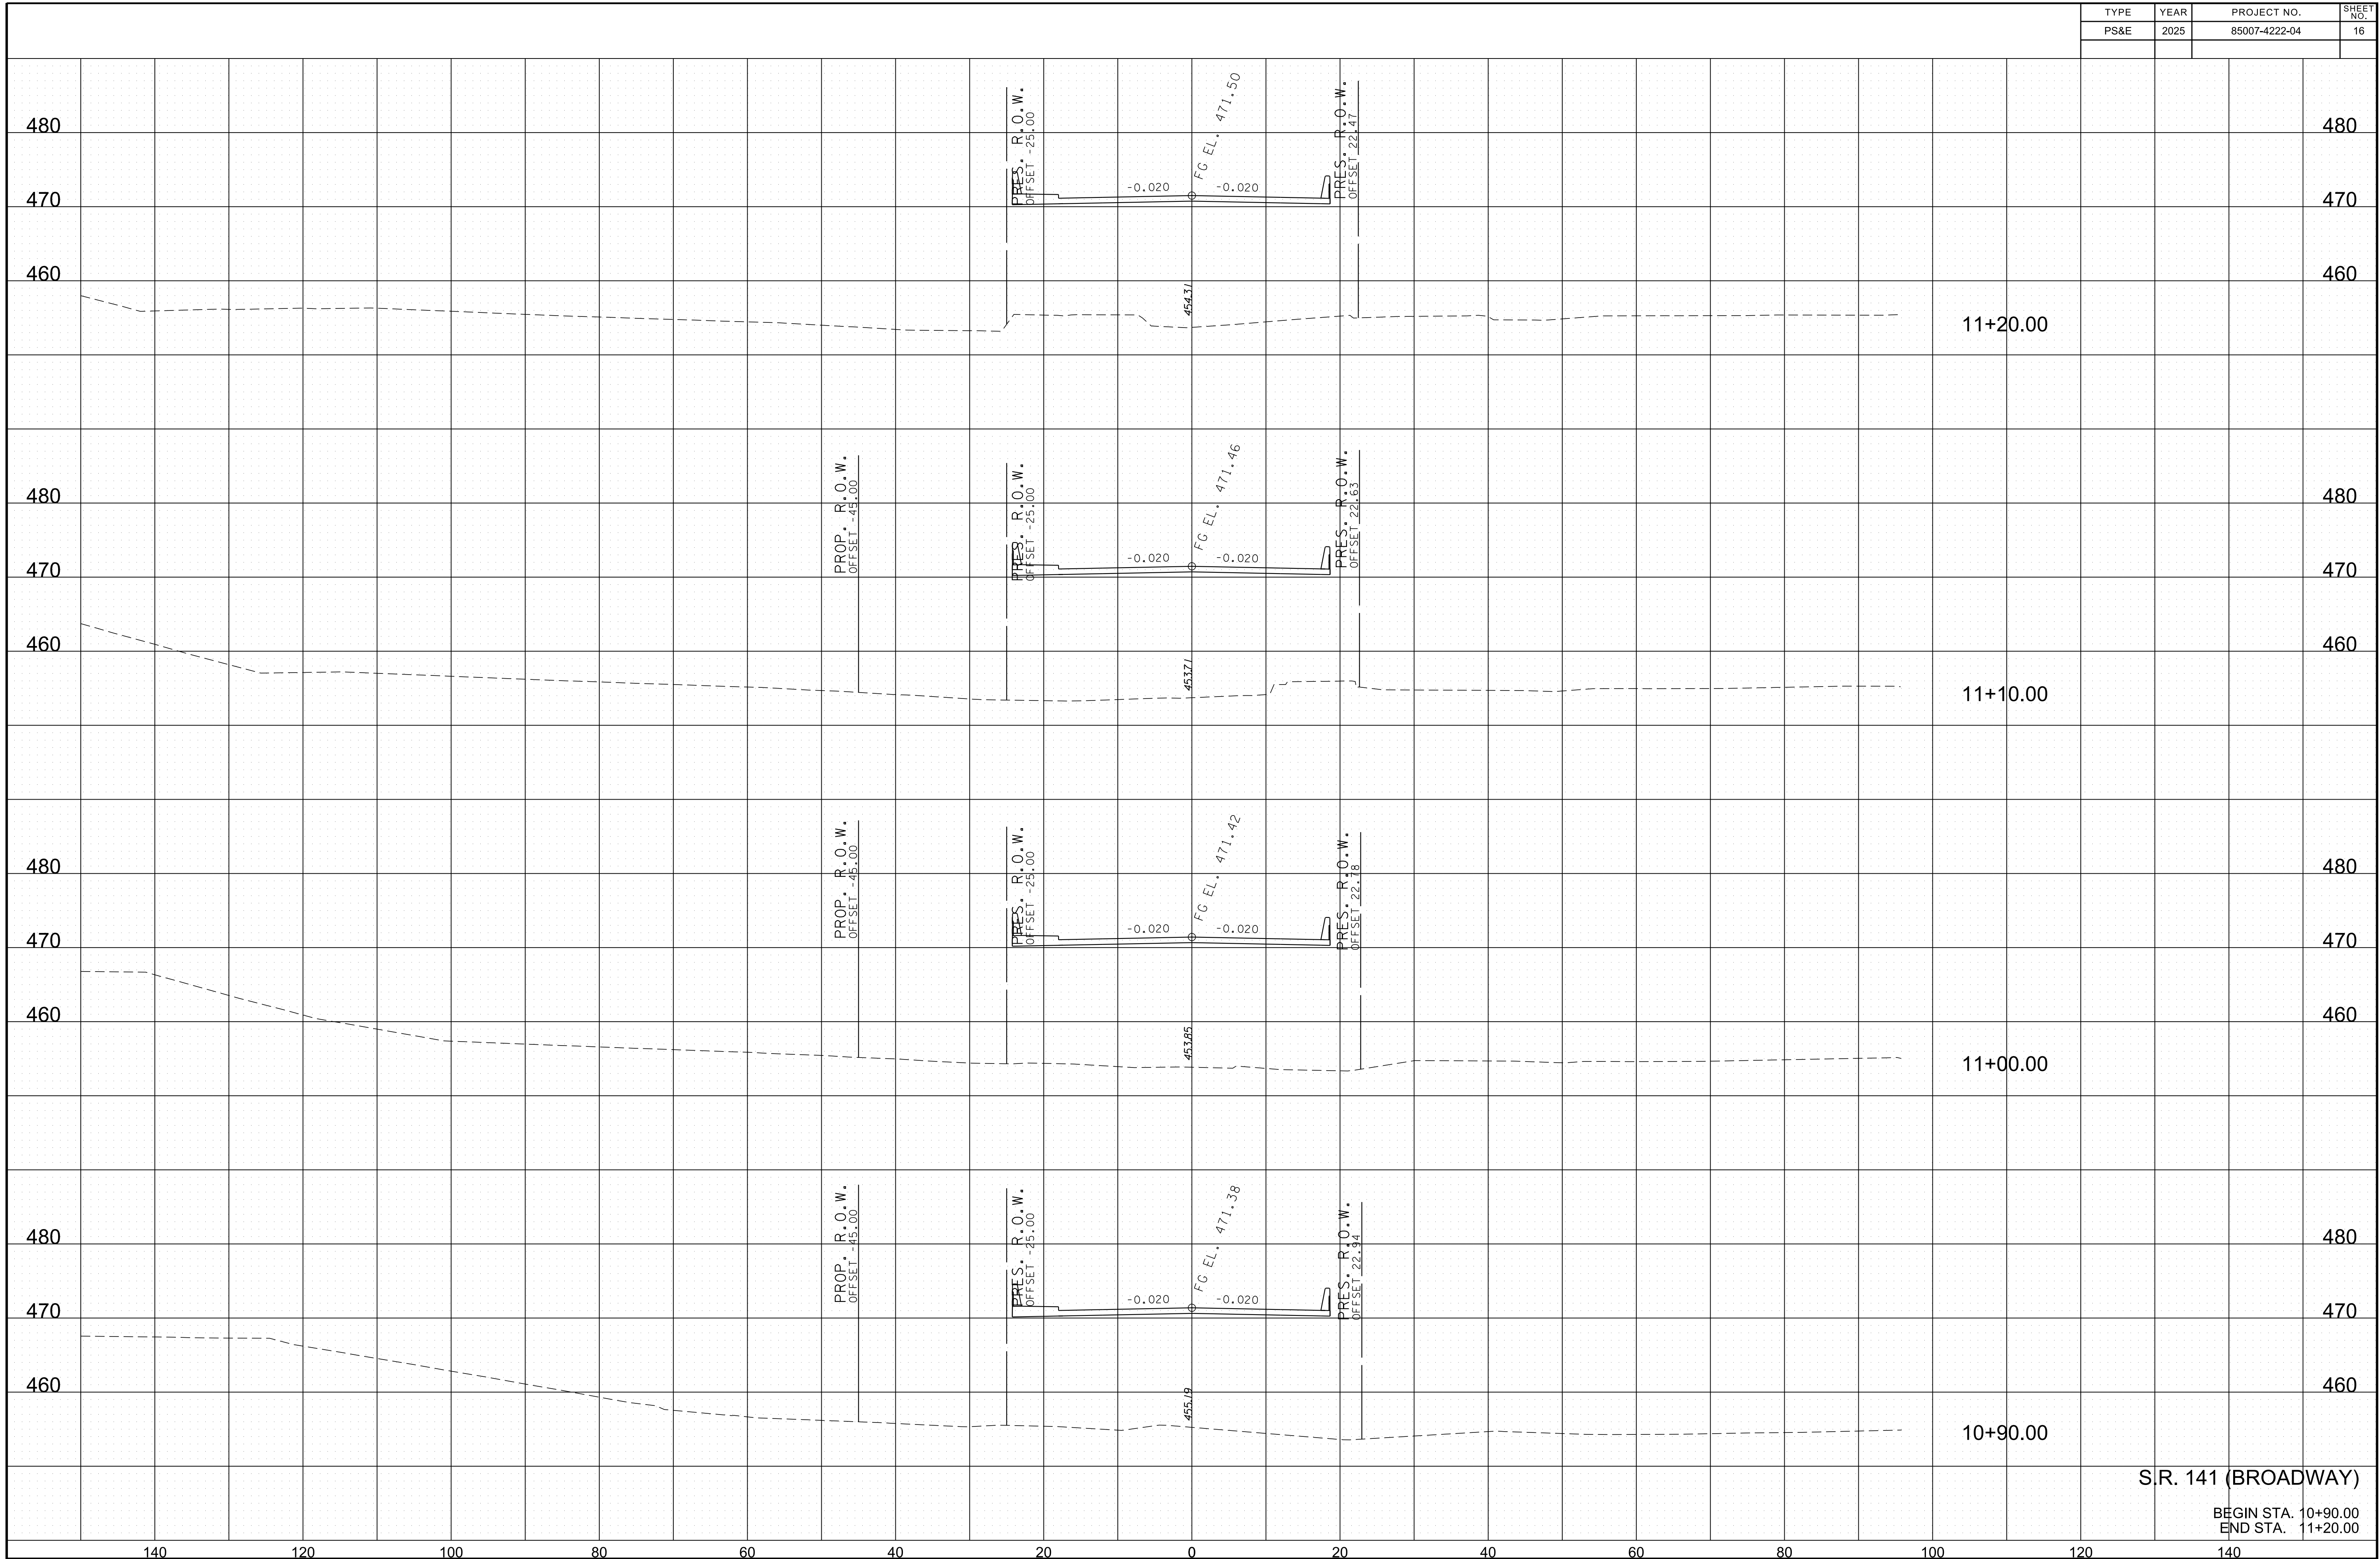 TYPE YEAR PROJECT NO. SHEET NO.
PS&E 2025 85007-4222-04 16
PRES. R.O.W.
OFFSET -25.00
FG EL. 471.50
PRES. R.O.W.
OFFSET 22.47
480 480
-0.020 -0.020
470 470
460 460
454.31
11+20.00
PROP. R.O.W.
OFFSET -45.00
PRES. R.O.W.
OFFSET -25.00
FG EL. 471.46
PRES. R.O.W.
OFFSET 22.63
480 480
-0.020 -0.020
470 470
460 460
453.71
11+10.00
PROP. R.O.W.
OFFSET -45.00
PRES. R.O.W.
OFFSET -25.00
FG EL. 471.42
PRES. R.O.W.
OFFSET 22.78
480 480
-0.020 -0.020
470 470
460 460
453.85
11+00.00
PROP. R.O.W.
OFFSET -45.00
PRES. R.O.W.
OFFSET -25.00
FG EL. 471.38
PRES. R.O.W.
OFFSET 22.94
480 480
-0.020 -0.020
470 470
460 460
455.19
10+90.00
S.R. 141 (BROADWAY)
BEGIN STA. 10+90.00
END STA. 11+20.00
140 120 100 80 60 40 20 0 20 40 60 80 100 120 140